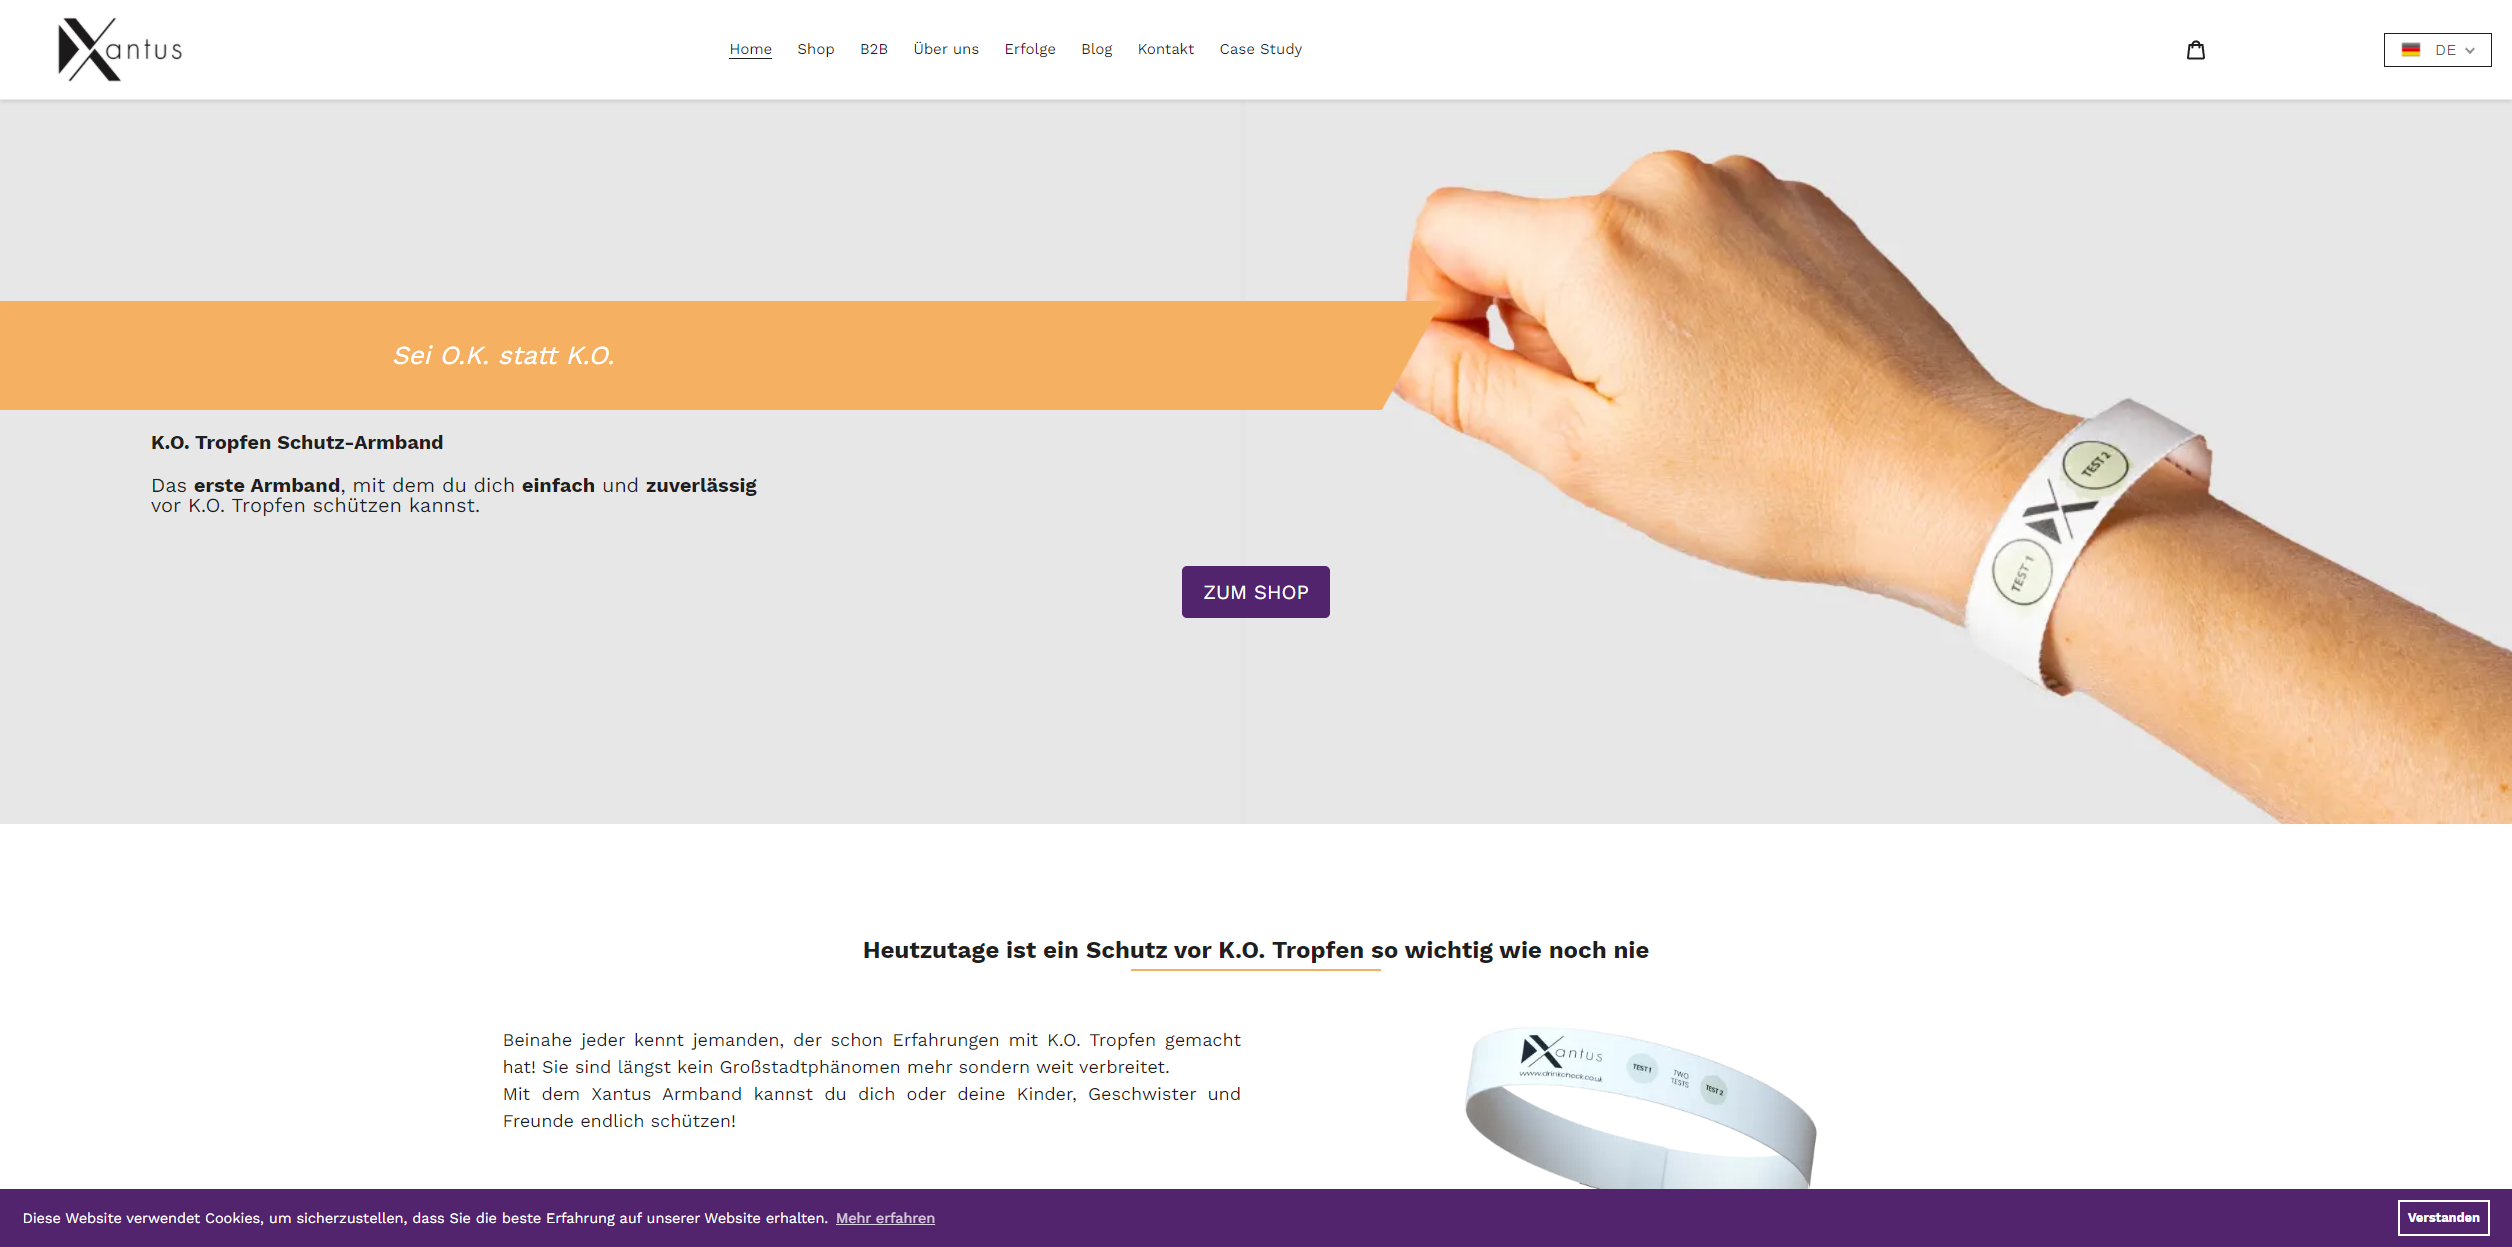 Xantus
Home Shop B2B Über uns Erfolge Blog Kontakt Case Study
DE
Sei O.K. statt K.O.
K.O. Tropfen Schutz-Armband
Das erste Armband, mit dem du dich einfach und zuverlässig
vor K.O. Tropfen schützen kannst.
TEST 2
TEST 1
ZUM SHOP
Heutzutage ist ein Schutz vor K.O. Tropfen so wichtig wie noch nie
Beinahe jeder kennt jemanden, der schon Erfahrungen mit K.O. Tropfen gemacht
hat! Sie sind längst kein Großstadtphänomen mehr sondern weit verbreitet.
Mit dem Xantus Armband kannst du dich oder deine Kinder, Geschwister und
Freunde endlich schützen!
Xantus
www.drinkcheck.co.uk
TEST 1
TWO
TESTS
TEST 2
Diese Website verwendet Cookies, um sicherzustellen, dass Sie die beste Erfahrung auf unserer Website erhalten. Mehr erfahren
Verstanden